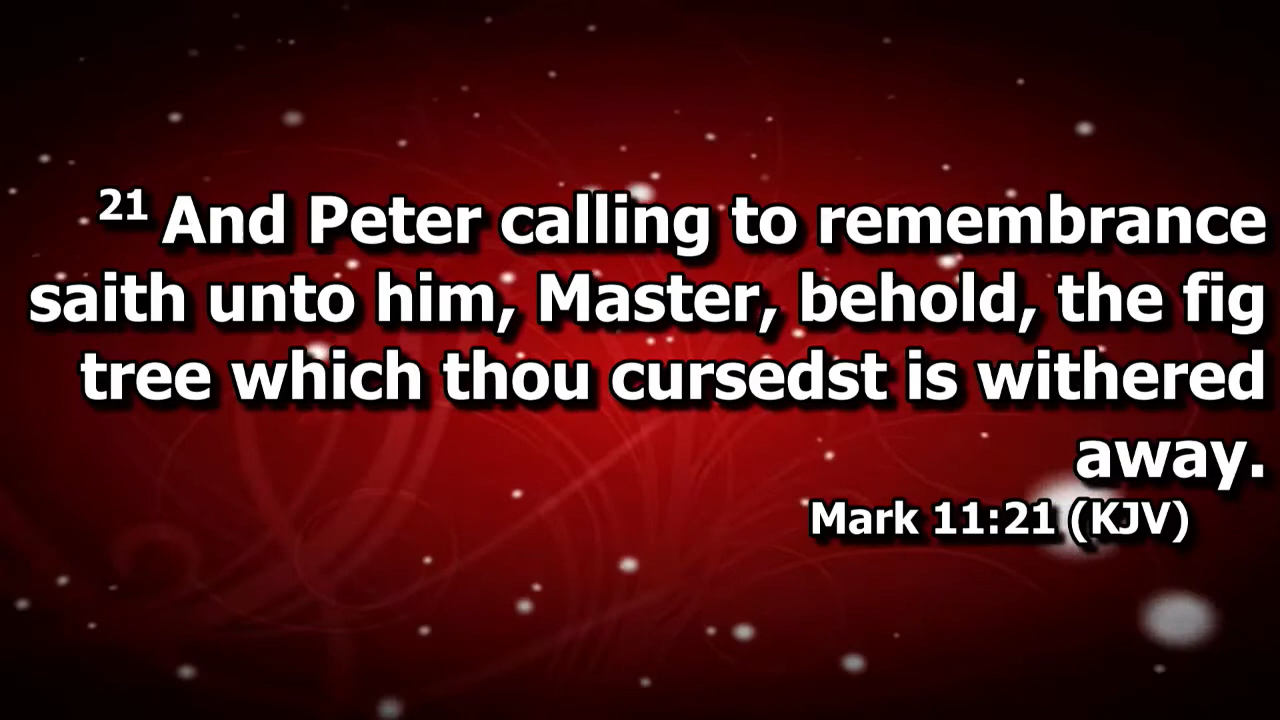 21 And Peter calling to remembrance
saith unto him, Master, behold, the fig
tree which thou cursedst is withered
away.
Mark 11:21 (KJV)